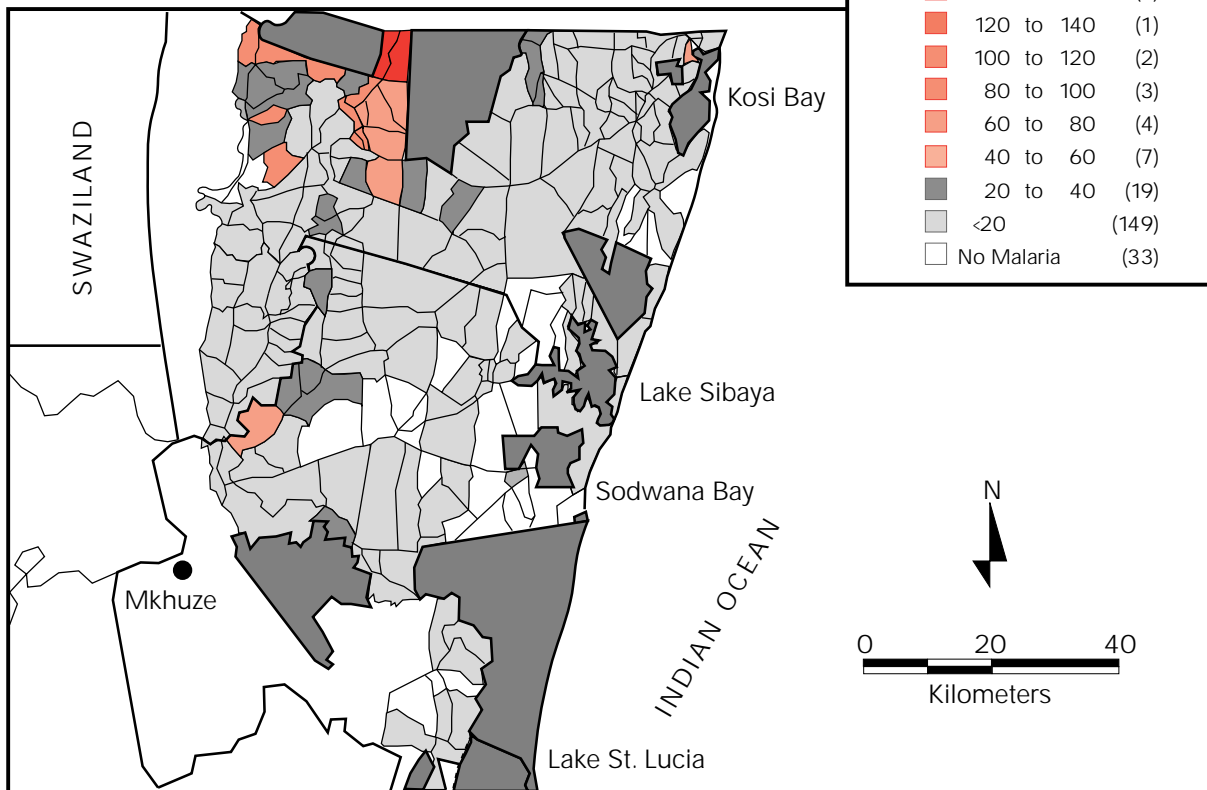 120 to 140 (1)
100 to 120 (2)
80 to 100 (3)
60 to 80 (4)
40 to 60 (7)
20 to 40 (19)
<20 (149)
No Malaria (33)
Kosi Bay
SWAZILAND
Lake Sibaya
Sodwana Bay
N
INDIAN OCEAN
Mkhuze
0 20 40
Kilometers
Lake St. Lucia